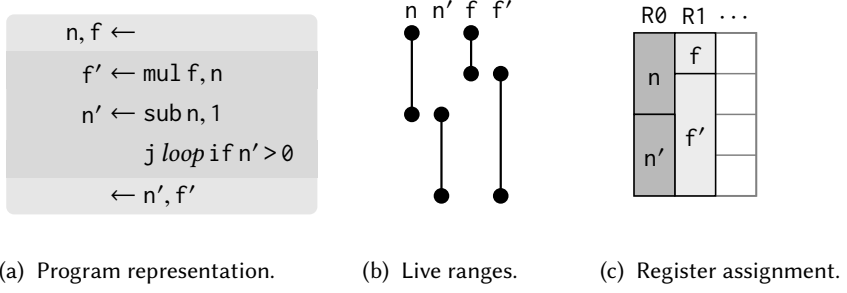 n, f ←
f′ ← mul f, n
n′ ← sub n, 1
j loop if n′ > 0
← n′, f′
(a) Program representation.
n n′ f f′
(b) Live ranges.
R0 R1 ···
n f
n′ f′
(c) Register assignment.